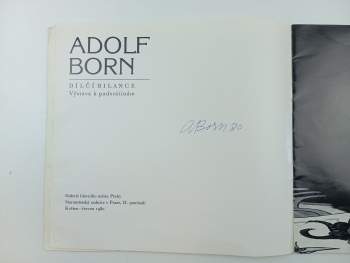 ADOLF
BORN
DÍLČÍ BILANCE
Výstava k padesátinám
A Born 80
Galerie hlavního města Prahy
Staroměstská radnice v Praze, II. poschodí
Květen – červen 1980